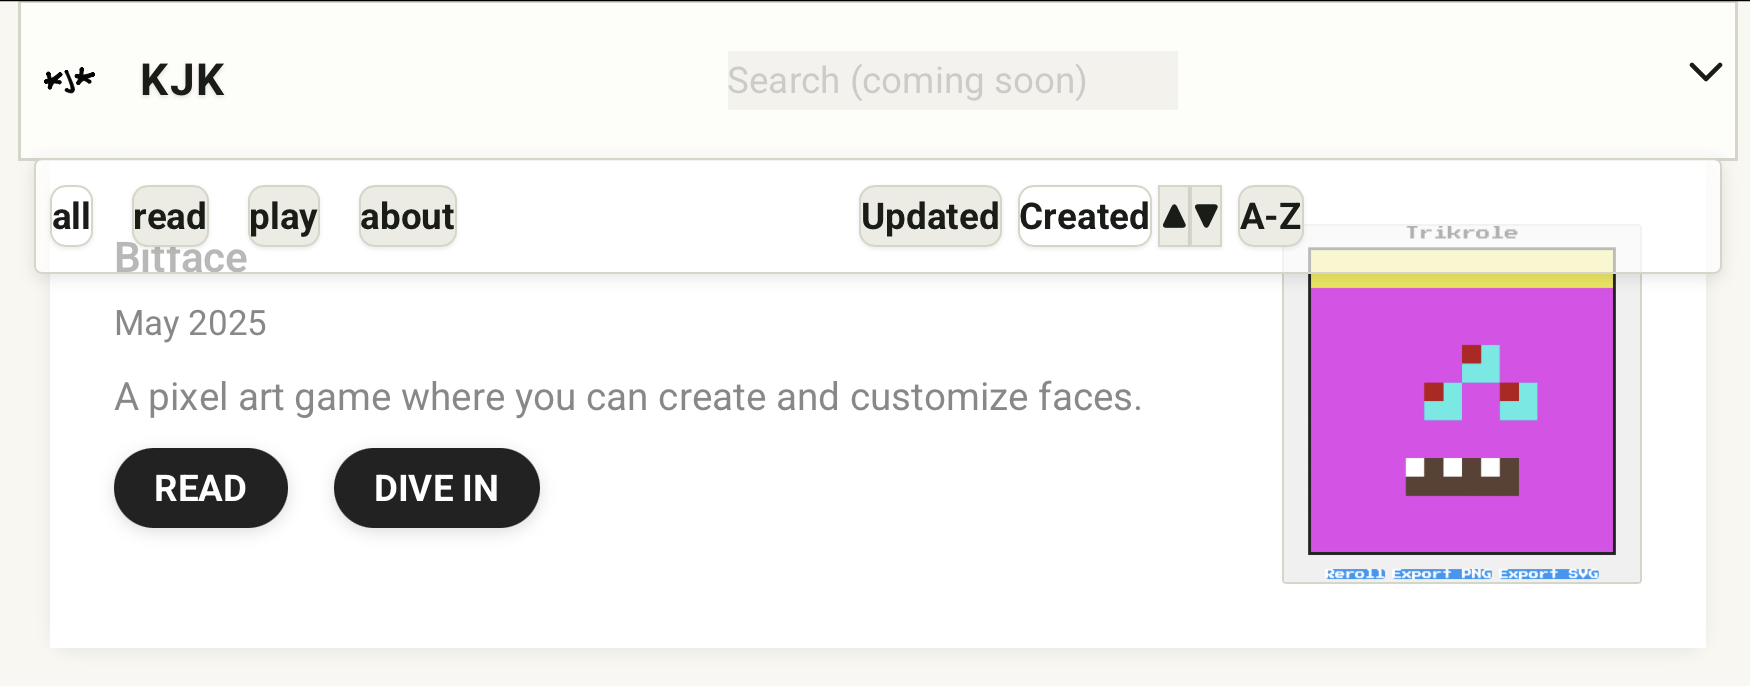 KJK KJK Search (coming soon)
all read play about Updated Created ▲ ▼ A-Z
Bitface
Trikrole
May 2025
A pixel art game where you can create and customize faces.
READ DIVE IN
Reroll Export PNG Export SVG